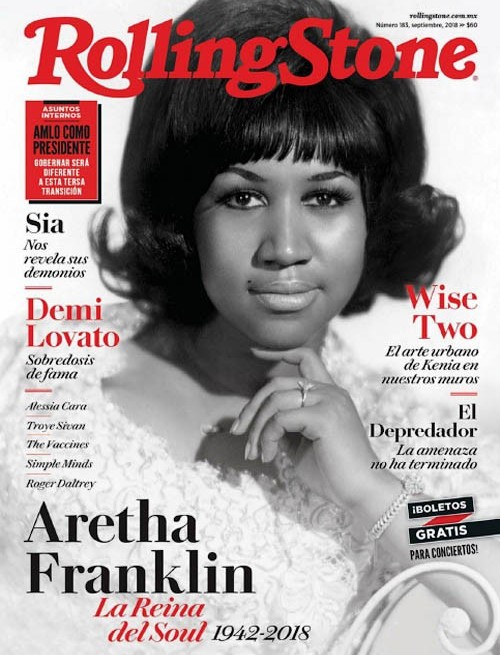 rollingstone.com.mx
Número 183, septiembre, 2018 >> $60
RollingStone
ASUNTOS
INTERNOS
AMLO COMO
PRESIDENTE
GOBERNAR SERÁ
DIFERENTE
A ESTA TERSA
TRANSICIÓN
Sia
Nos
revela sus
demonios
Demi
Lovato
Sobredosis
de fama
Alessia Cara
Troye Sivan
The Vaccines
Simple Minds
Roger Daltrey
Wise
Two
El arte urbano
de Kenia en
nuestros muros
El
Depredador
La amenaza
no ha terminado
¡BOLETOS
GRATIS
PARA CONCIERTOS!
Aretha
Franklin
La Reina
del Soul 1942-2018